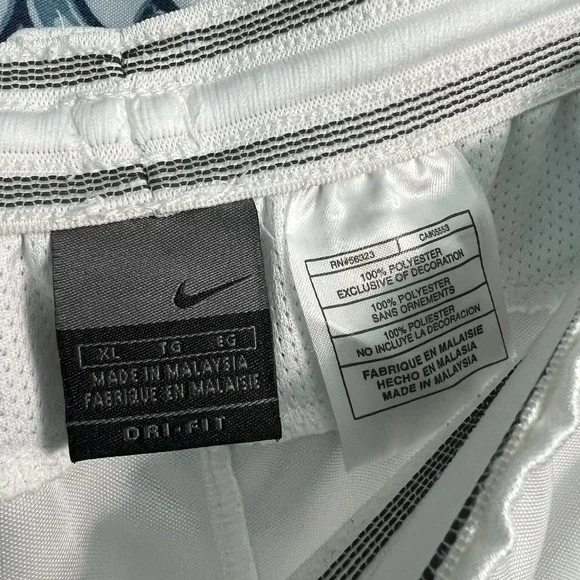 XL TG EG
MADE IN MALAYSIA
FABRIQUE EN MALAISIE
DRI-FIT
RN#56323 CA#05553
100% POLYESTER
EXCLUSIVE OF DECORATION
100% POLYESTER
SANS ORNEMENTS
100% POLIESTER
NO INCLUYE LA DECORACION
FABRIQUE EN MALAISIE
HECHO EN MALASIA
MADE IN MALAYSIA